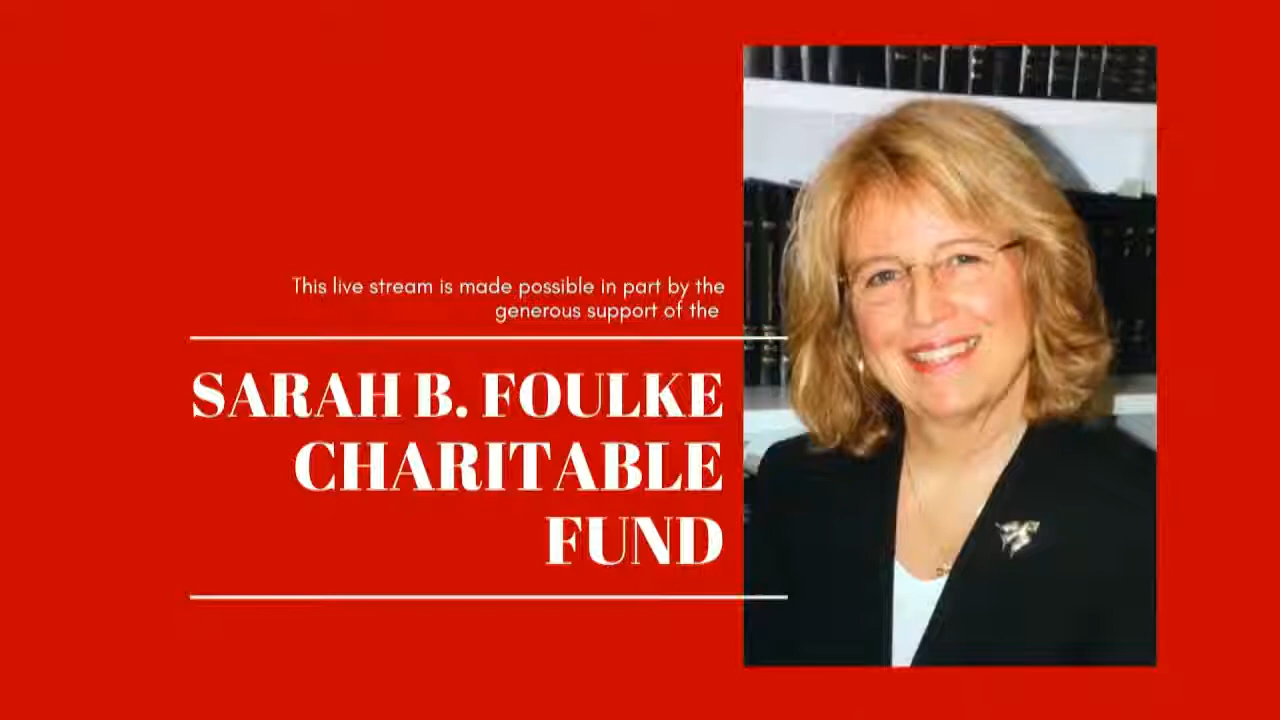 This live stream is made possible in part by the
generous support of the
SARAH B. FOULKE
CHARITABLE
FUND